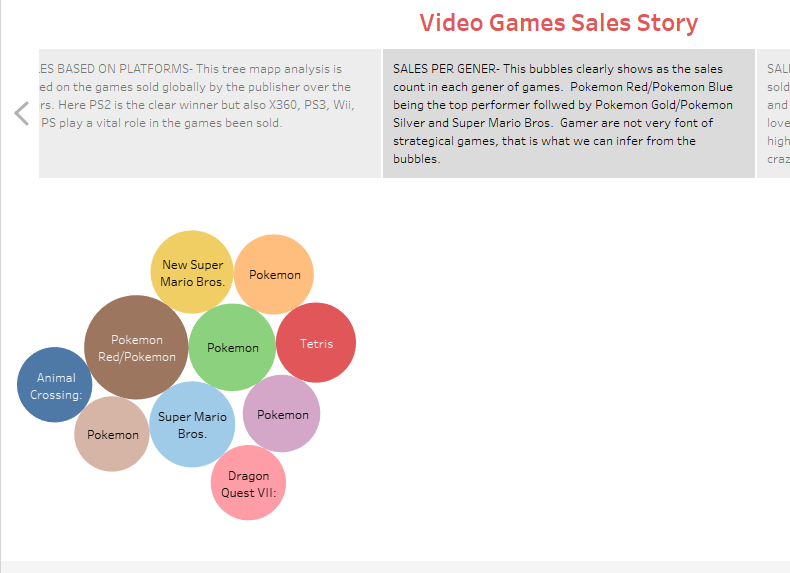 Video Games Sales Story
ES BASED ON PLATFORMS- This tree mapp analysis is
ed on the games sold globally by the publisher over the
rs. Here PS2 is the clear winner but also X360, PS3, Wii,
PS play a vital role in the games been sold.
SALES PER GENER- This bubbles clearly shows as the sales
count in each gener of games.  Pokemon Red/Pokemon Blue
being the top performer follwed by Pokemon Gold/Pokemon
Silver and Super Mario Bros.  Gamer are not very font of
strategical games, that is what we can infer from the
bubbles.
SAL
sold
and
love
high
craz
New Super
Mario Bros.
Pokemon
Pokemon
Red/Pokemon
Pokemon
Tetris
Animal
Crossing:
Pokemon
Super Mario
Bros.
Pokemon
Dragon
Quest VII: